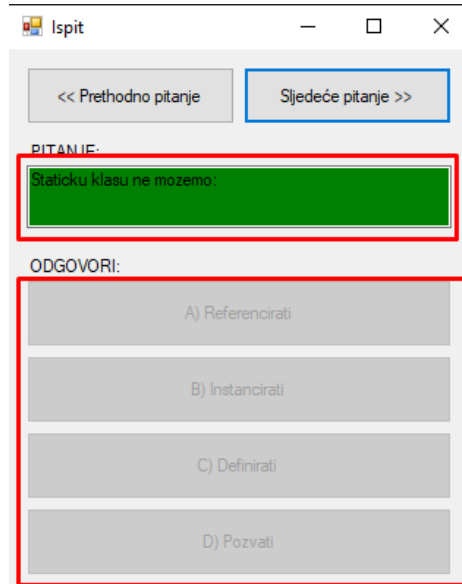 Ispit
<< Prethodno pitanje
Sljedeće pitanje >>
PITANJE:
Staticku klasu ne mozemo:
ODGOVORI:
A) Referencirati
B) Instancirati
C) Definirati
D) Pozvati